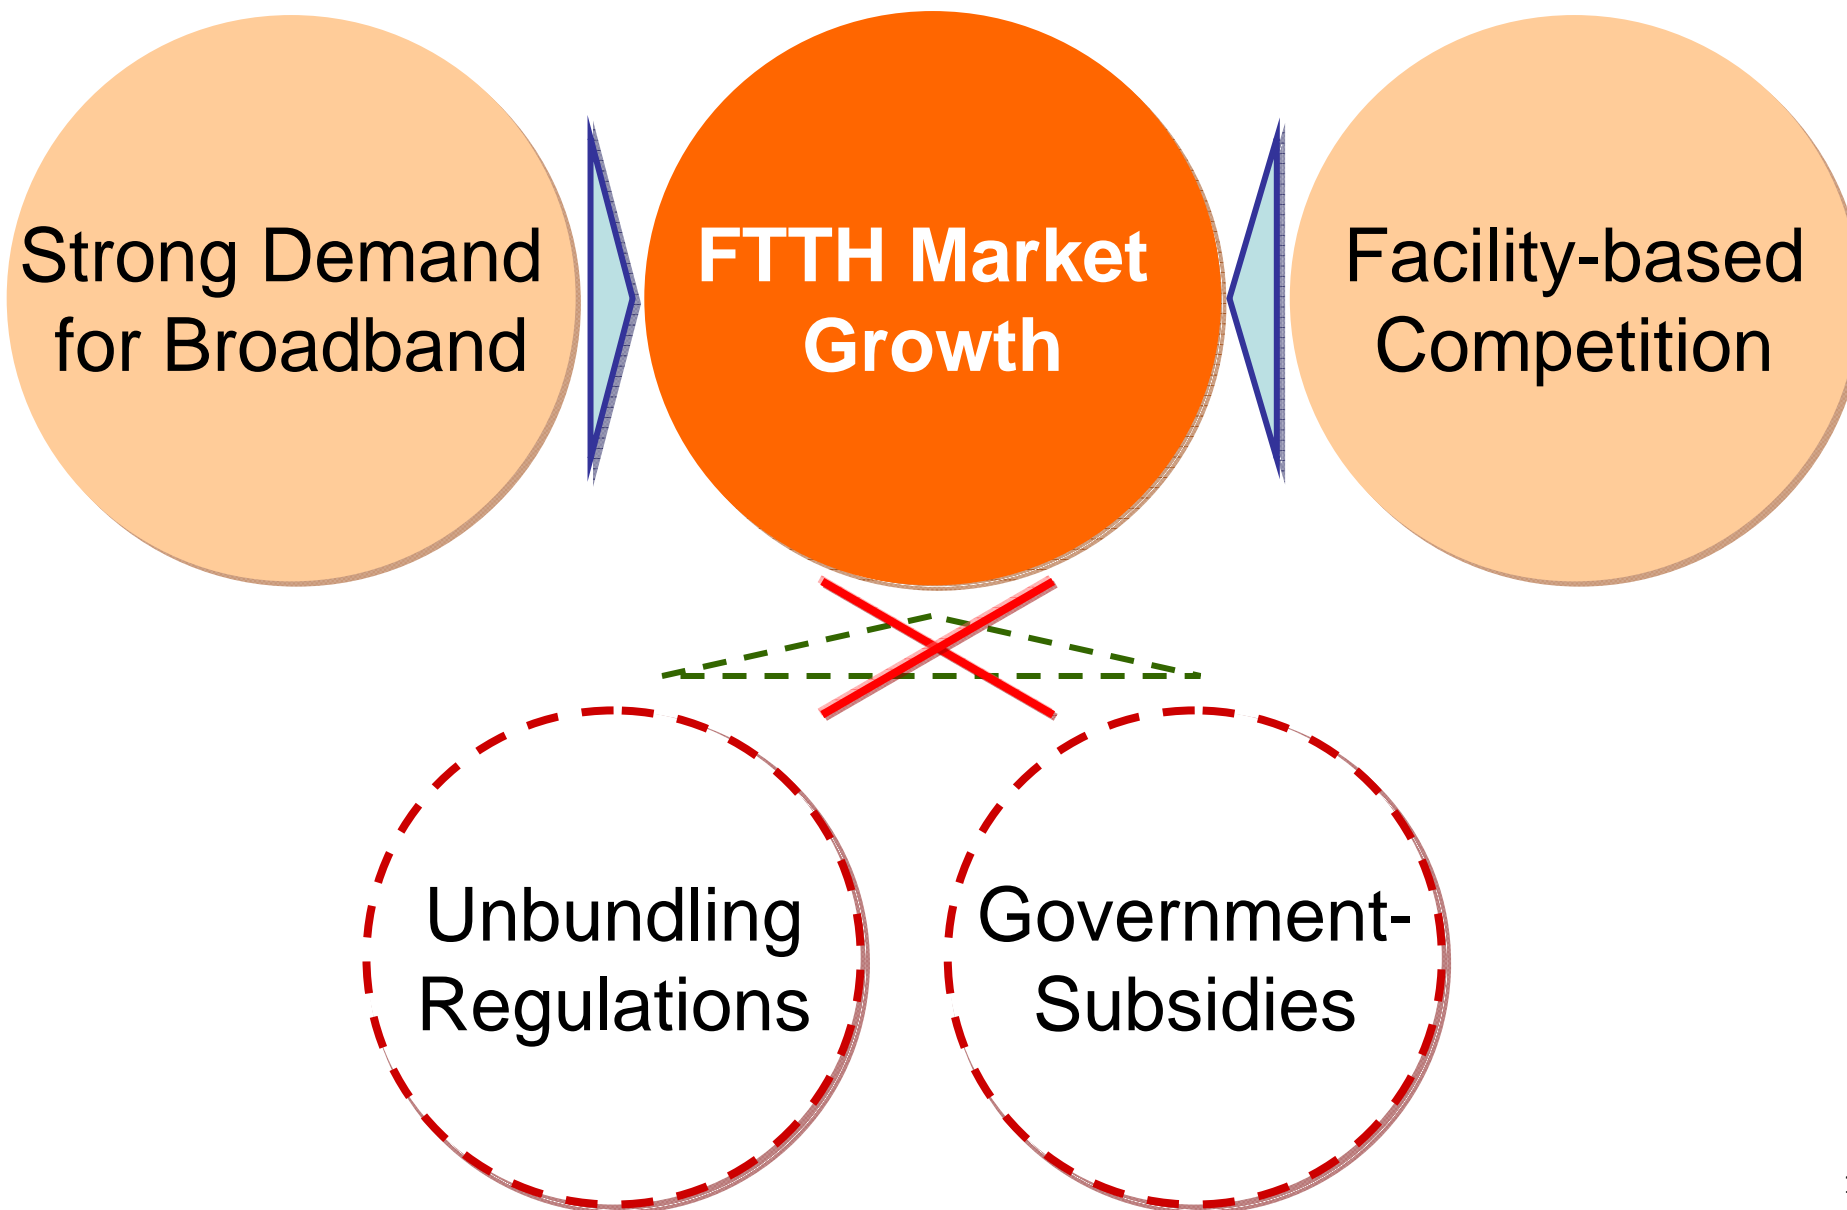 Strong Demand
for Broadband
FTTH Market
Growth
Facility-based
Competition
Unbundling
Regulations
Government-
Subsidies